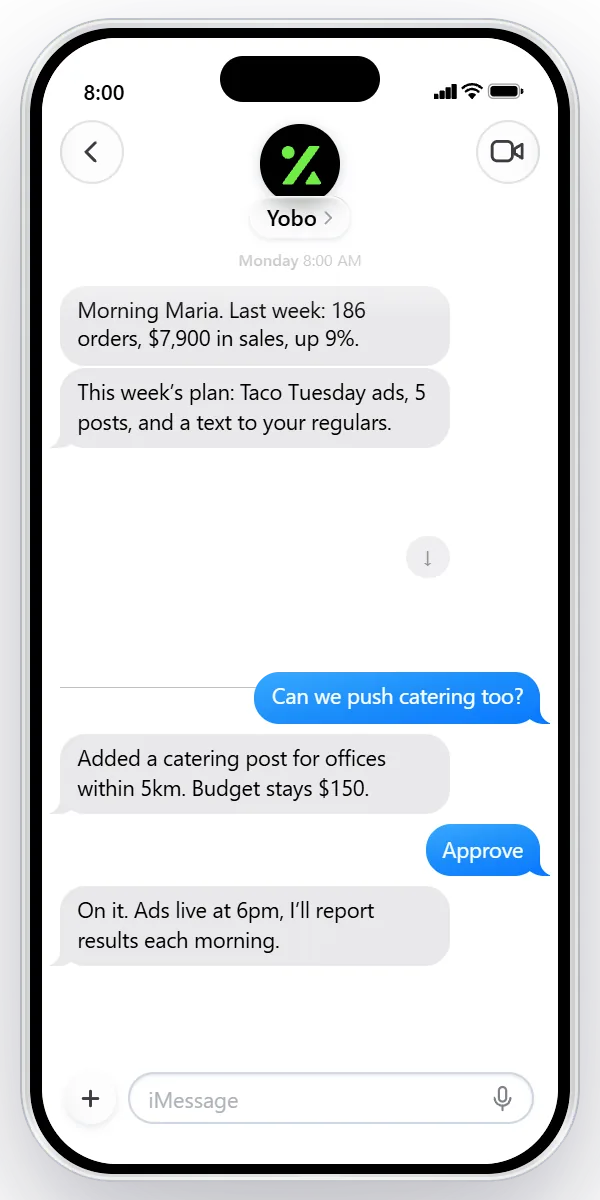 8:00
Yobo
Monday 8:00 AM
Morning Maria. Last week: 186
orders, $7,900 in sales, up 9%.
This week’s plan: Taco Tuesday ads, 5
posts, and a text to your regulars.
Can we push catering too?
Added a catering post for offices
within 5km. Budget stays $150.
Approve
On it. Ads live at 6pm, I’ll report
results each morning.
iMessage